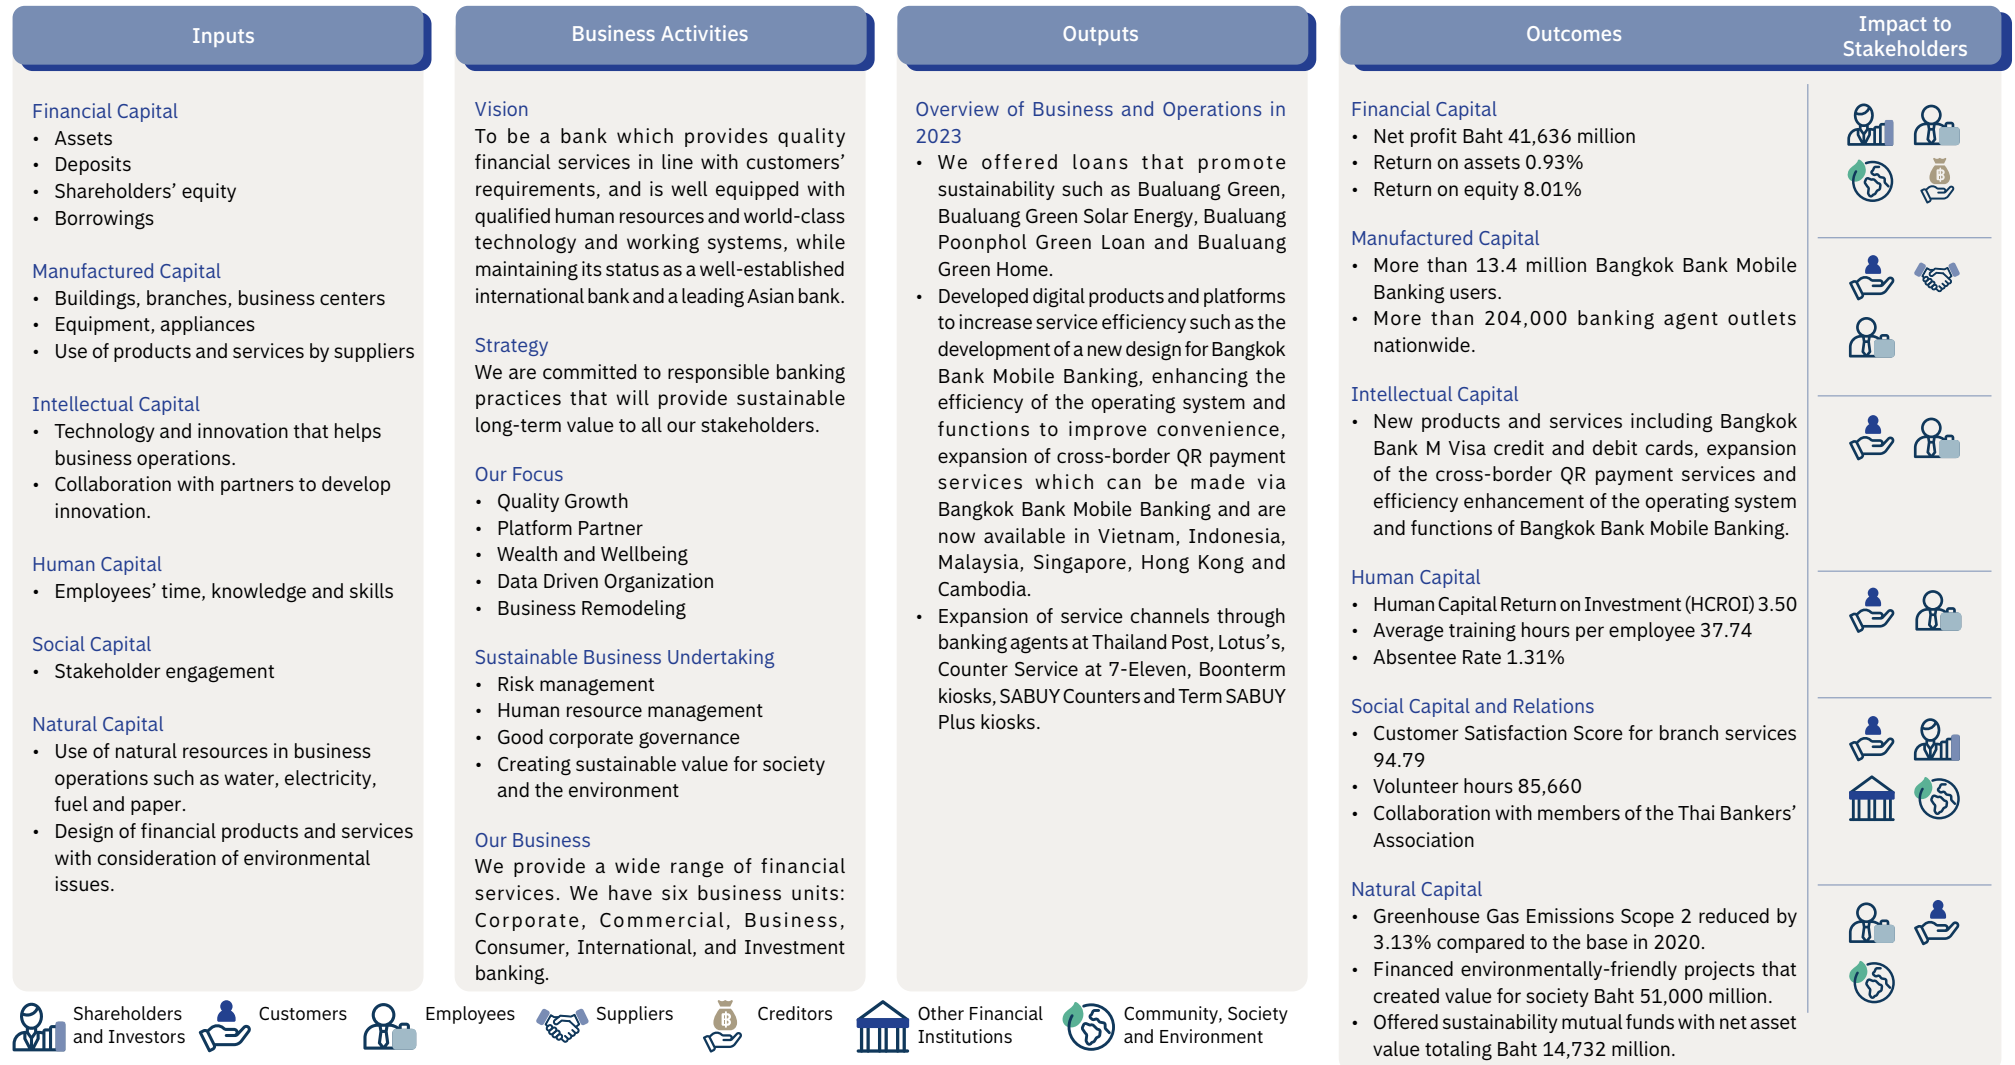 Inputs
Financial Capital
• Assets
• Deposits
• Shareholders’ equity
• Borrowings
Manufactured Capital
• Buildings, branches, business centers
• Equipment, appliances
• Use of products and services by suppliers
Intellectual Capital
• Technology and innovation that helps
business operations.
• Collaboration with partners to develop
innovation.
Human Capital
• Employees’ time, knowledge and skills
Social Capital
• Stakeholder engagement
Natural Capital
• Use of natural resources in business
operations such as water, electricity,
fuel and paper.
• Design of financial products and services
with consideration of environmental
issues.
Business Activities
Vision
To be a bank which provides quality
financial services in line with customers’
requirements, and is well equipped with
qualified human resources and world-class
technology and working systems, while
maintaining its status as a well-established
international bank and a leading Asian bank.
Strategy
We are committed to responsible banking
practices that will provide sustainable
long-term value to all our stakeholders.
Our Focus
• Quality Growth
• Platform Partner
• Wealth and Wellbeing
• Data Driven Organization
• Business Remodeling
Sustainable Business Undertaking
• Risk management
• Human resource management
• Good corporate governance
• Creating sustainable value for society
and the environment
Our Business
We provide a wide range of financial
services. We have six business units:
Corporate, Commercial, Business,
Consumer, International, and Investment
banking.
Outputs
Overview of Business and Operations in
2023
• We offered loans that promote
sustainability such as Bualuang Green,
Bualuang Green Solar Energy, Bualuang
Poonphol Green Loan and Bualuang
Green Home.
• Developed digital products and platforms
to increase service efficiency such as the
development of a new design for Bangkok
Bank Mobile Banking, enhancing the
efficiency of the operating system and
functions to improve convenience,
expansion of cross-border QR payment
services which can be made via
Bangkok Bank Mobile Banking and are
now available in Vietnam, Indonesia,
Malaysia, Singapore, Hong Kong and
Cambodia.
• Expansion of service channels through
banking agents at Thailand Post, Lotus’s,
Counter Service at 7-Eleven, Boonterm
kiosks, SABUY Counters and Term SABUY
Plus kiosks.
Outcomes
Impact to
Stakeholders
Financial Capital
• Net profit Baht 41,636 million
• Return on assets 0.93%
• Return on equity 8.01%
Manufactured Capital
• More than 13.4 million Bangkok Bank Mobile
Banking users.
• More than 204,000 banking agent outlets
nationwide.
Intellectual Capital
• New products and services including Bangkok
Bank M Visa credit and debit cards, expansion
of the cross-border QR payment services and
efficiency enhancement of the operating system
and functions of Bangkok Bank Mobile Banking.
Human Capital
• Human Capital Return on Investment (HCROI) 3.50
• Average training hours per employee 37.74
• Absentee Rate 1.31%
Social Capital and Relations
• Customer Satisfaction Score for branch services
94.79
• Volunteer hours 85,660
• Collaboration with members of the Thai Bankers’
Association
Natural Capital
• Greenhouse Gas Emissions Scope 2 reduced by
3.13% compared to the base in 2020.
• Financed environmentally-friendly projects that
created value for society Baht 51,000 million.
• Offered sustainability mutual funds with net asset
value totaling Baht 14,732 million.
Shareholders
and Investors
Customers
Employees
Suppliers
Creditors
Other Financial
Institutions
Community, Society
and Environment